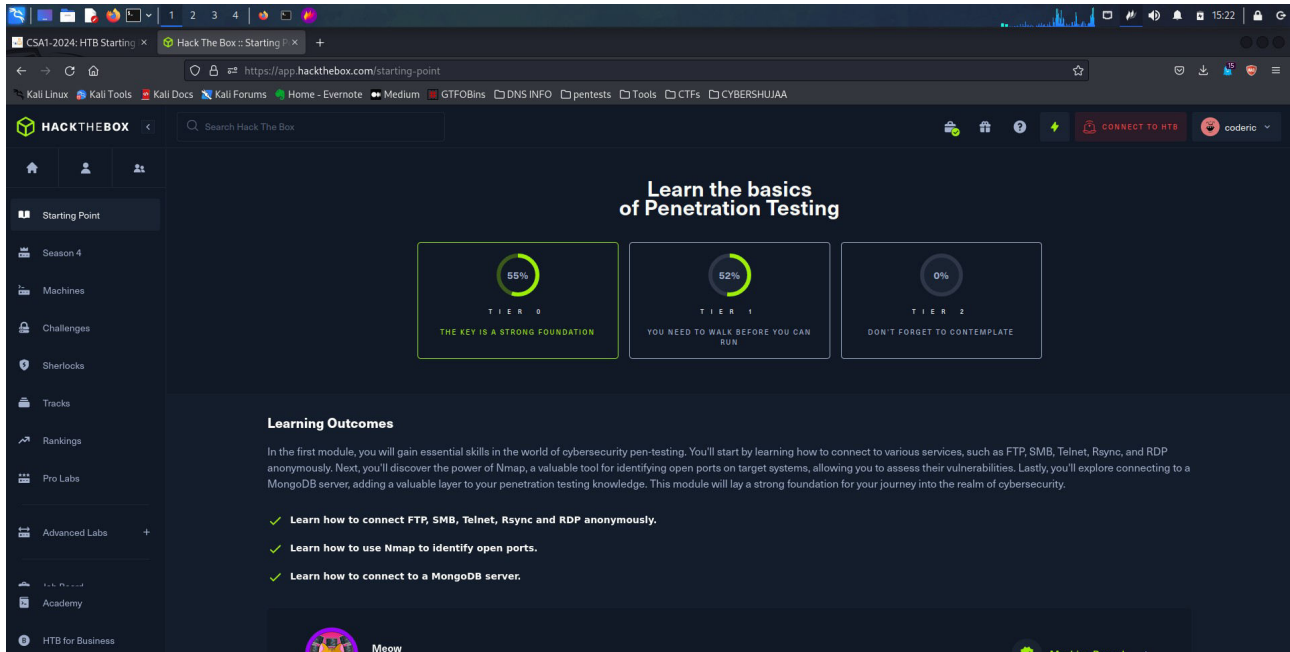 1 2 3 4
15:22
CSA1-2024: HTB Starting
Hack The Box :: Starting P
https://app.hackthebox.com/starting-point
15
Kali Linux Kali Tools Kali Docs Kali Forums Home - Evernote Medium GTFOBins DNS INFO pentests Tools CTFs CYBERSHUJAA
HACKTHEBOX
Search Hack The Box
CONNECT TO HTB
coderic
Starting Point
Season 4
Machines
Challenges
Sherlocks
Tracks
Rankings
Pro Labs
Advanced Labs +
Job Board
Academy
HTB for Business
Learn the basics
of Penetration Testing
55%
TIER 0
THE KEY IS A STRONG FOUNDATION
52%
TIER 1
YOU NEED TO WALK BEFORE YOU CAN
RUN
0%
TIER 2
DON'T FORGET TO CONTEMPLATE
Learning Outcomes
In the first module, you will gain essential skills in the world of cybersecurity pen-testing. You'll start by learning how to connect to various services, such as FTP, SMB, Telnet, Rsync, and RDP
anonymously. Next, you'll discover the power of Nmap, a valuable tool for identifying open ports on target systems, allowing you to assess their vulnerabilities. Lastly, you'll explore connecting to a
MongoDB server, adding a valuable layer to your penetration testing knowledge. This module will lay a strong foundation for your journey into the realm of cybersecurity.
Learn how to connect FTP, SMB, Telnet, Rsync and RDP anonymously.
Learn how to use Nmap to identify open ports.
Learn how to connect to a MongoDB server.
Meow